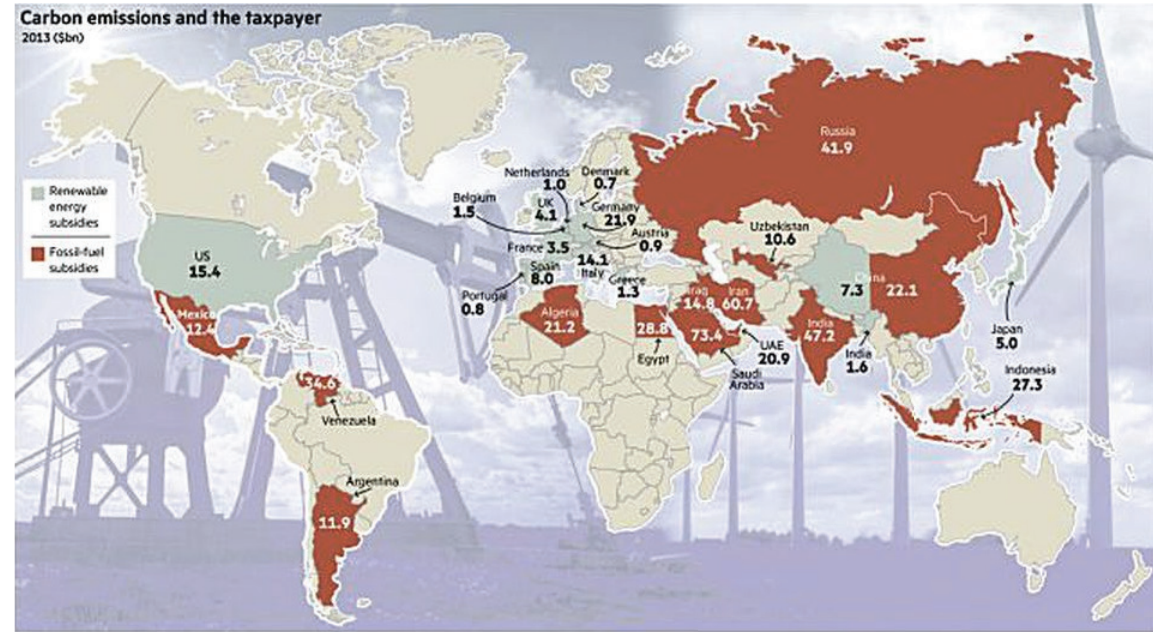 Carbon emissions and the taxpayer
2013 ($bn)
Renewable
energy
subsidies
Fossil-fuel
subsidies
US
15.4
Mexico
12.4
34.6
Venezuela
Argentina
11.9
Netherlands
1.0
Denmark
0.7
Belgium
1.5
UK
4.1
Germany
21.9
Austria
0.9
France 3.5
14.1
Italy
Spain
8.0
Greece
1.3
Portugal
0.8
Algeria
21.2
28.8
Egypt
Russia
41.9
Uzbekistan
10.6
Iraq
14.8
Iran
60.7
73.4
Saudi
Arabia
UAE
20.9
China
7.3
22.1
India
47.2
India
1.6
Japan
5.0
Indonesia
27.3